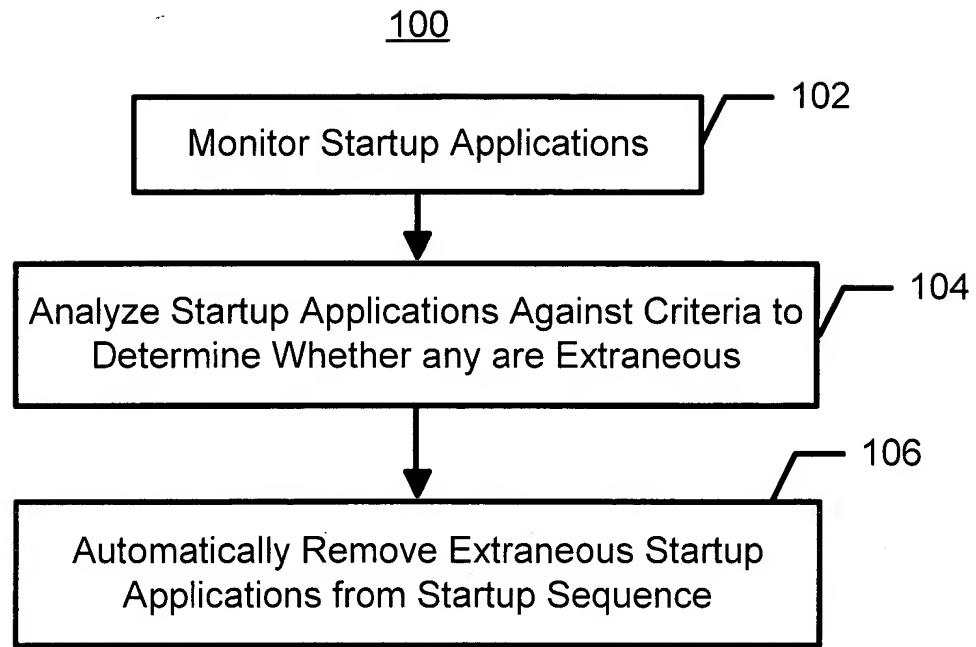 100
102
Monitor Startup Applications
104
Analyze Startup Applications Against Criteria to
Determine Whether any are Extraneous
106
Automatically Remove Extraneous Startup
Applications from Startup Sequence